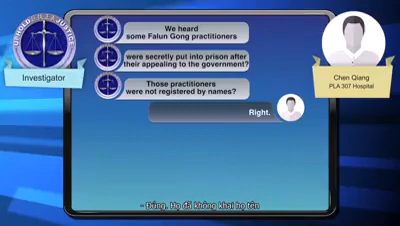 UPHOLD JUSTICE
Investigator
We heard
some Falun Gong practitioners
were secretly put into prison after
their appealing to the government?
Those practitioners
were not registered by names?
Right.
Chen Qiang
PLA 307 Hospital
- Đúng, Họ đã không khai họ tên